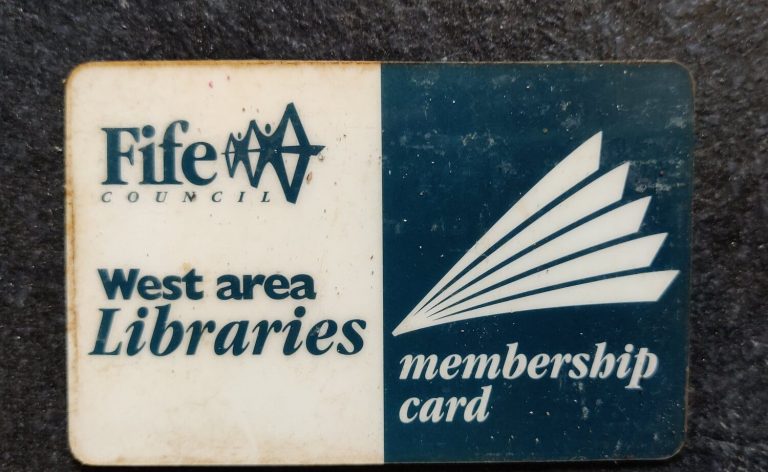 Fife
COUNCIL
West area
Libraries
membership
card